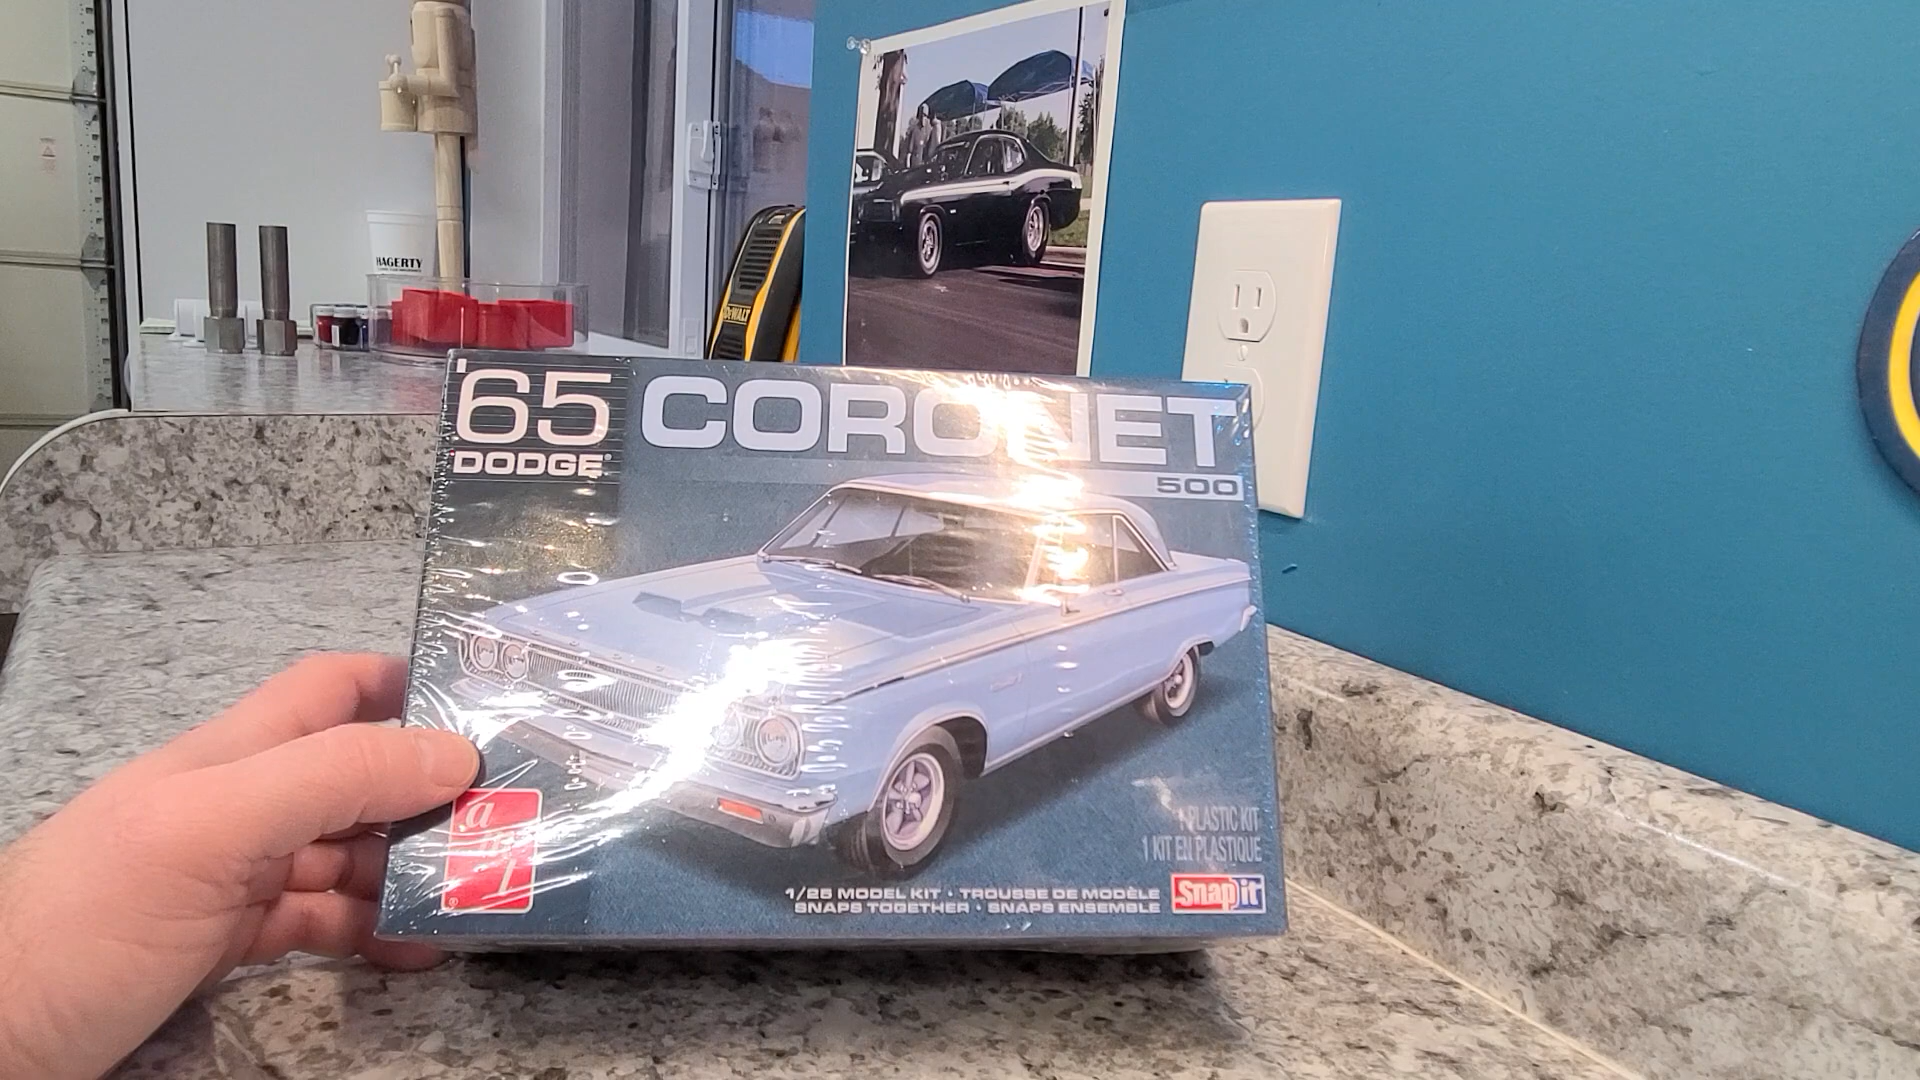 HAGERTY
DEWALT
'65
DODGE
CORONET
500
amt
1 PLASTIC KIT
1 KIT EN PLASTIQUE
1/25 MODEL KIT • TROUSSE DE MODÈLE
SNAPS TOGETHER • SNAPS ENSEMBLE
Snap it